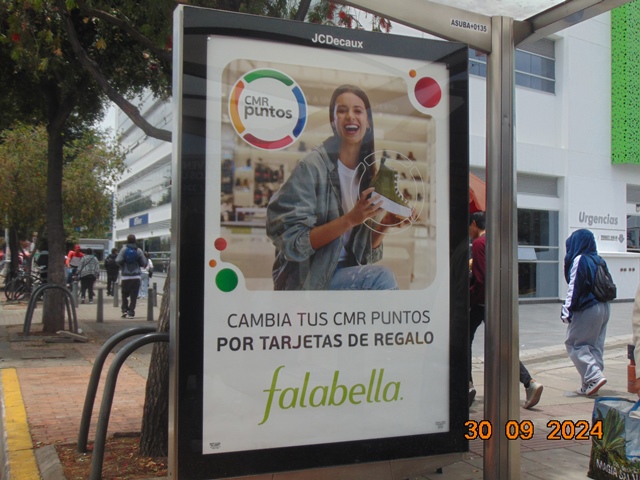 ASUBA+0135
JCDecaux
CMR
puntos
Urgencias
CAMBIA TUS CMR PUNTOS
POR TARJETAS DE REGALO
falabella.
30 09 2024